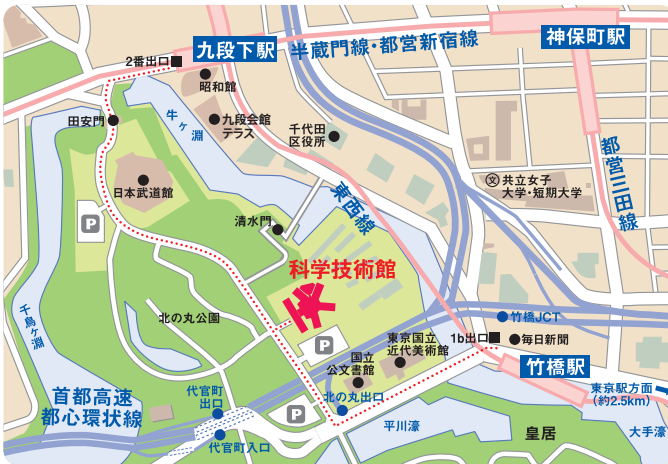 九段下駅
半蔵門線・都営新宿線
神保町駅
2番出口
昭和館
牛ヶ淵
九段会館
テラス
千代田
区役所
田安門
都営三田線
文
共立女子
大学・短期大学
日本武道館
東西線
清水門
P
科学技術館
千鳥ヶ淵
北の丸公園
竹橋JCT
1b出口
毎日新聞
東京国立
近代美術館
P
国立
公文書館
竹橋駅
首都高速
都心環状線
代官町
出口
北の丸出口
東京駅方面
(約2.5km)
P
代官町入口
平川濠
皇居
大手濠